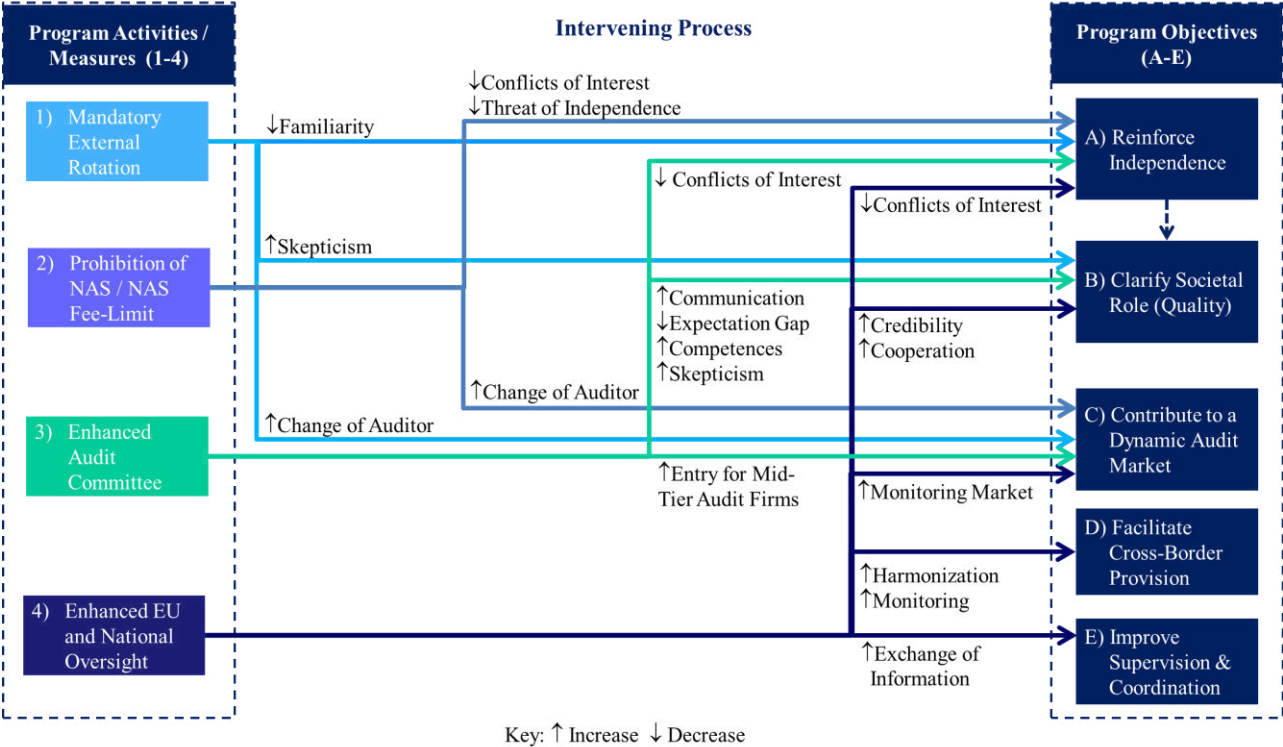 Program Activities /
Measures (1-4)
Intervening Process
Program Objectives
(A-E)
1) Mandatory
External
Rotation
2) Prohibition of
NAS / NAS
Fee-Limit
3) Enhanced
Audit
Committee
4) Enhanced EU
and National
Oversight
↓Conflicts of Interest
↓Threat of Independence
↓Familiarity
↓ Conflicts of Interest
↓Conflicts of Interest
↑Skepticism
↑Communication
↓Expectation Gap
↑Competences
↑Skepticism
↑Credibility
↑Cooperation
↑Change of Auditor
↑Change of Auditor
↑Entry for Mid-
Tier Audit Firms
↑Monitoring Market
↑Harmonization
↑Monitoring
↑Exchange of
Information
A) Reinforce
Independence
B) Clarify Societal
Role (Quality)
C) Contribute to a
Dynamic Audit
Market
D) Facilitate
Cross-Border
Provision
E) Improve
Supervision &
Coordination
Key: ↑ Increase ↓ Decrease